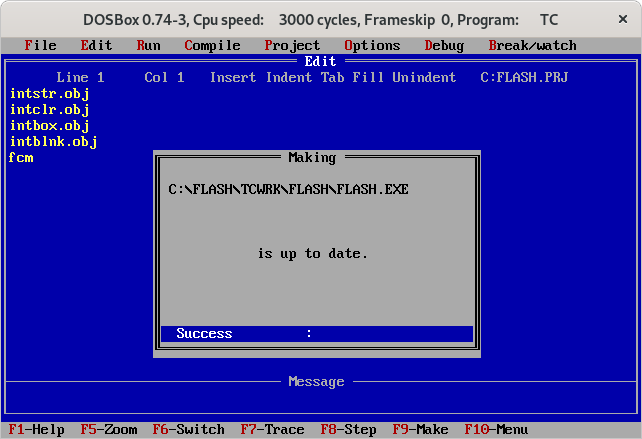 DOSBox 0.74-3, Cpu speed: 3000 cycles, Frameskip 0, Program: TC
File Edit Run Compile Project Options Debug Break/watch
Edit
Line 1 Col 1 Insert Indent Tab Fill Unindent C:FLASH.PRJ
intstr.obj
intclr.obj
intbox.obj
intblnk.obj
fcm
Making
C:\FLASH\TCWRK\FLASH\FLASH.EXE
is up to date.
Success :
Message
F1-Help F5-Zoom F6-Switch F7-Trace F8-Step F9-Make F10-Menu